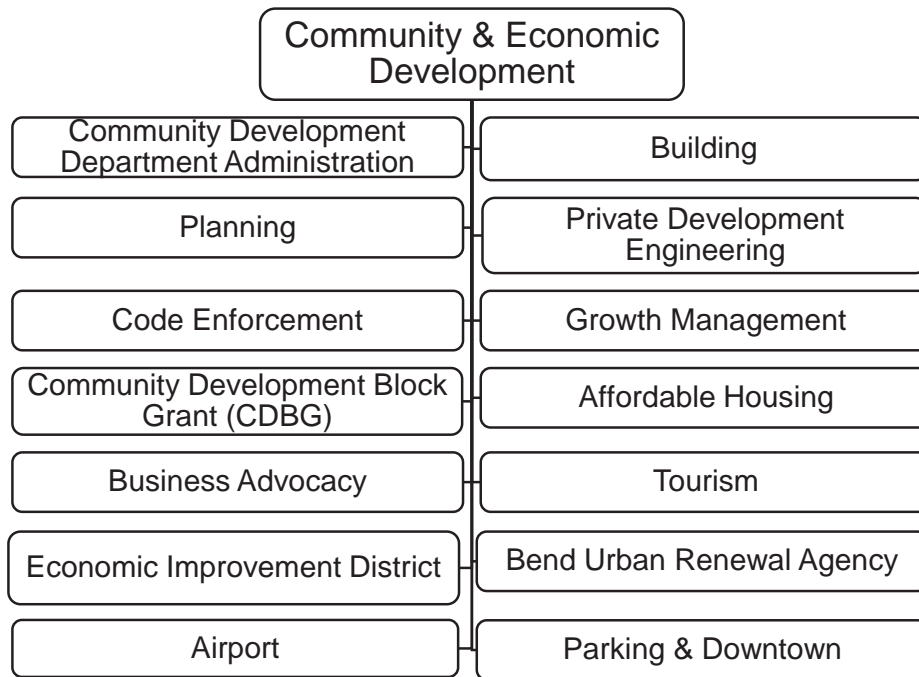 Community & Economic
Development
Community Development
Department Administration
Building
Planning
Private Development
Engineering
Code Enforcement
Growth Management
Community Development Block
Grant (CDBG)
Affordable Housing
Business Advocacy
Tourism
Economic Improvement District
Bend Urban Renewal Agency
Airport
Parking & Downtown